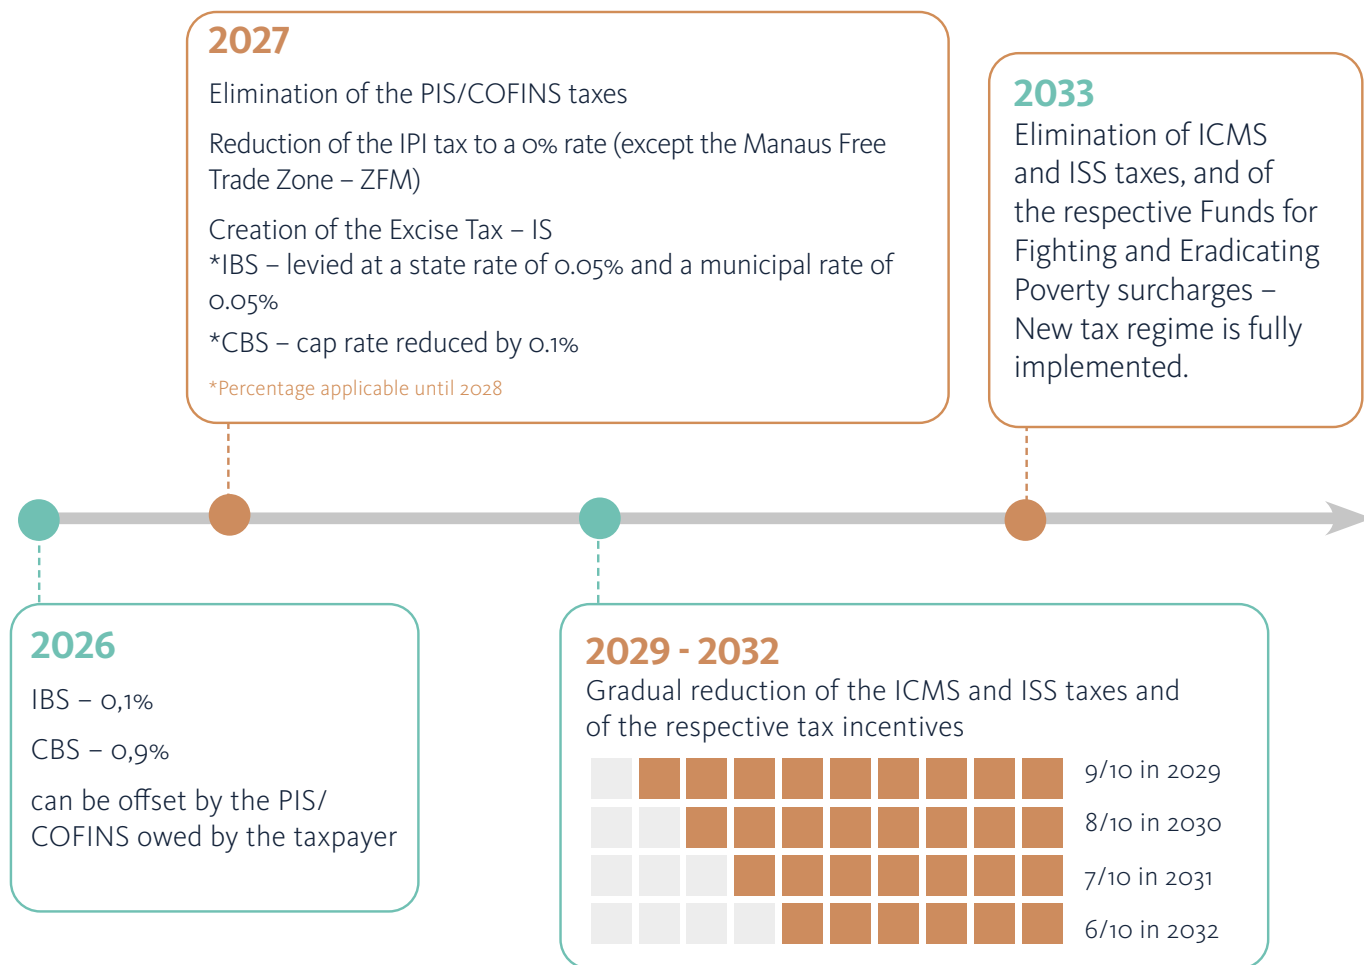 2027
Elimination of the PIS/COFINS taxes
Reduction of the IPI tax to a 0% rate (except the Manaus Free
Trade Zone – ZFM)
Creation of the Excise Tax – IS
*IBS – levied at a state rate of 0.05% and a municipal rate of
0.05%
*CBS – cap rate reduced by 0.1%
*Percentage applicable until 2028
2033
Elimination of ICMS
and ISS taxes, and of
the respective Funds for
Fighting and Eradicating
Poverty surcharges –
New tax regime is fully
implemented.
2026
IBS – 0,1%
CBS – 0,9%
can be offset by the PIS/
COFINS owed by the taxpayer
2029 - 2032
Gradual reduction of the ICMS and ISS taxes and
of the respective tax incentives
9/10 in 2029
8/10 in 2030
7/10 in 2031
6/10 in 2032